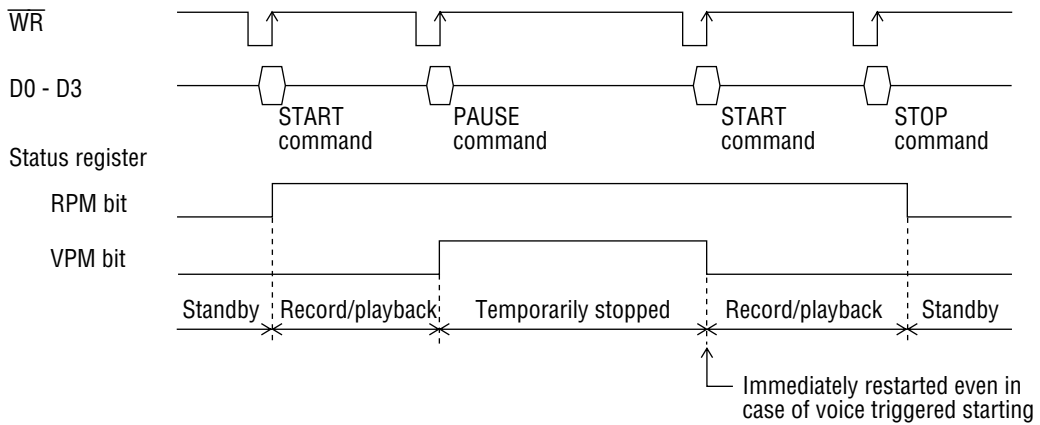 WR
D0 - D3
START command
PAUSE command
START command
STOP command
Status register
RPM bit
VPM bit
Standby
Record/playback
Temporarily stopped
Record/playback
Standby
Immediately restarted even in
case of voice triggered starting